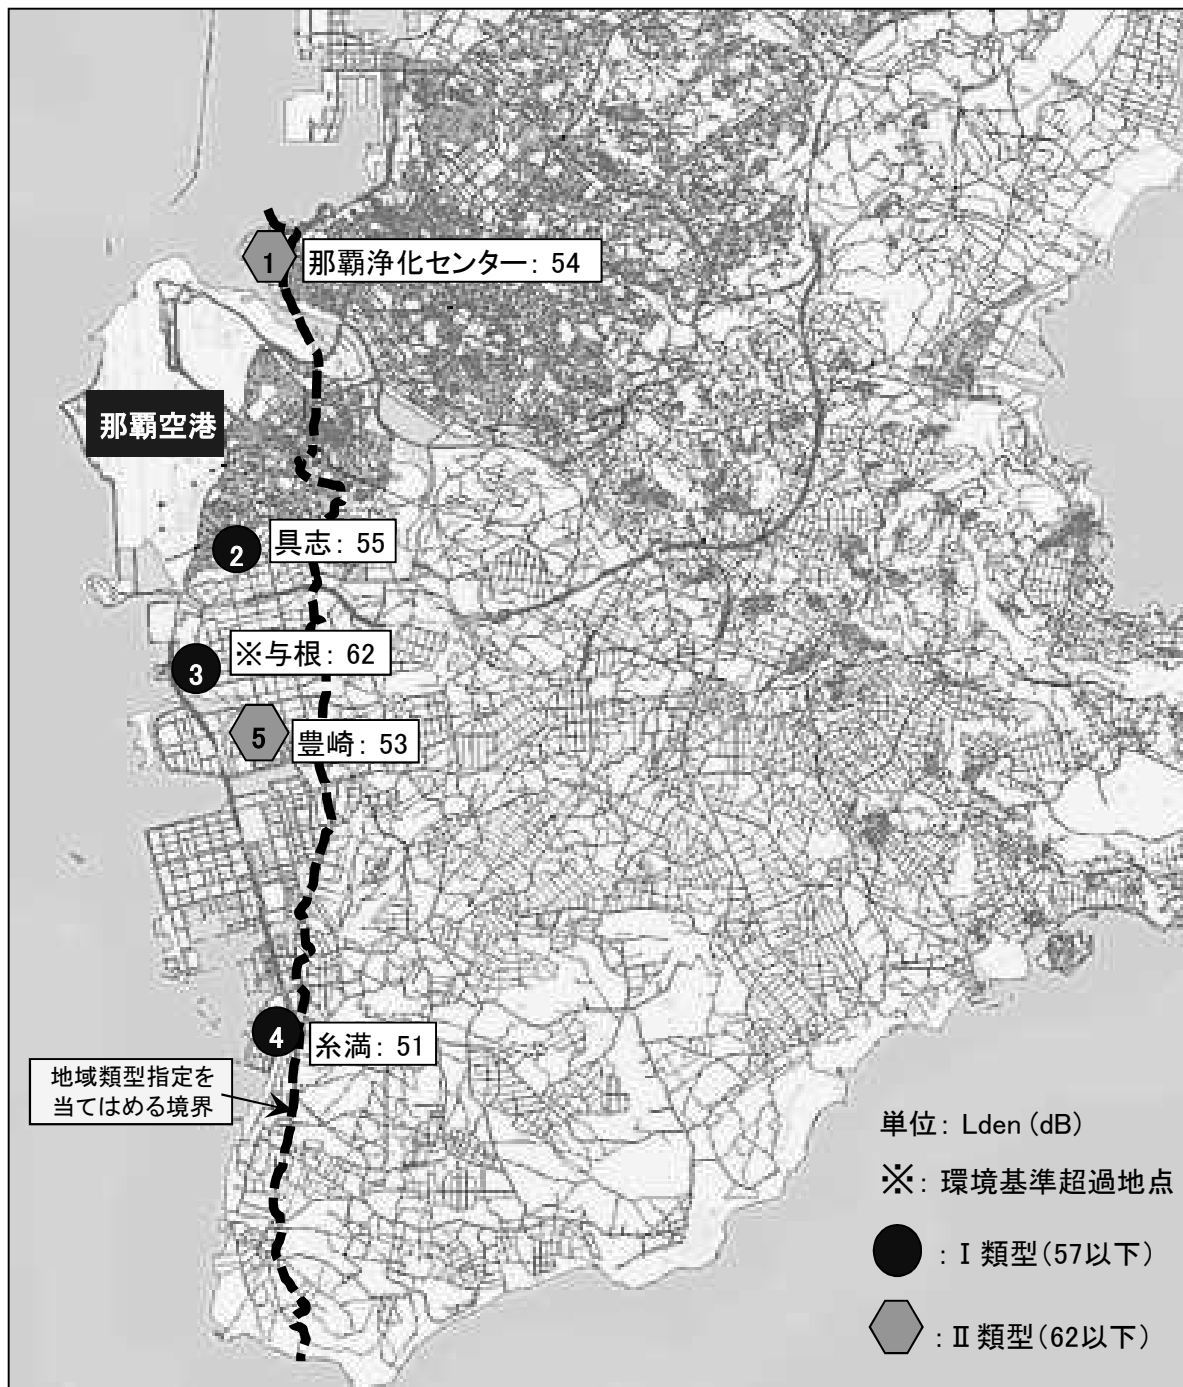 1
那覇浄化センター: 54
那覇空港
2
具志: 55
※与根: 62
3
5
豊崎: 53
4
糸満: 51
地域類型指定を
当てはめる境界
単位: Lden (dB)
※: 環境基準超過地点
: Ⅰ類型(57以下)
: Ⅱ類型(62以下)